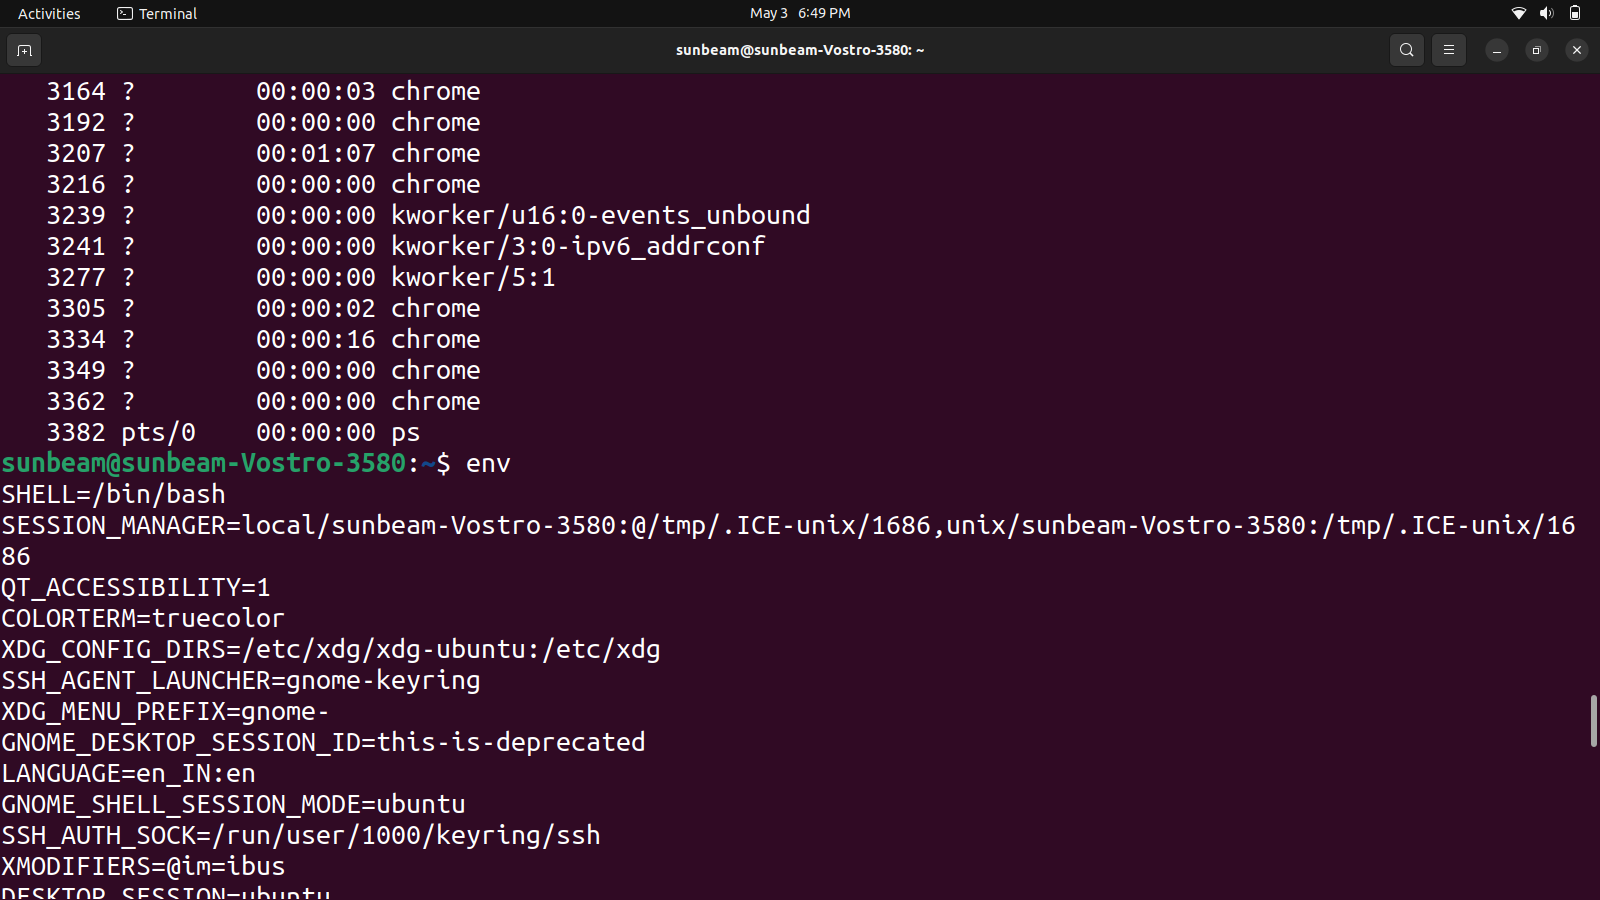 Activities Terminal May 3 6:49 PM
sunbeam@sunbeam-Vostro-3580: ~
3164 ? 00:00:03 chrome
3192 ? 00:00:00 chrome
3207 ? 00:01:07 chrome
3216 ? 00:00:00 chrome
3239 ? 00:00:00 kworker/u16:0-events_unbound
3241 ? 00:00:00 kworker/3:0-ipv6_addrconf
3277 ? 00:00:00 kworker/5:1
3305 ? 00:00:02 chrome
3334 ? 00:00:16 chrome
3349 ? 00:00:00 chrome
3362 ? 00:00:00 chrome
3382 pts/0 00:00:00 ps
sunbeam@sunbeam-Vostro-3580:~$ env
SHELL=/bin/bash
SESSION_MANAGER=local/sunbeam-Vostro-3580:@/tmp/.ICE-unix/1686,unix/sunbeam-Vostro-3580:/tmp/.ICE-unix/16
86
QT_ACCESSIBILITY=1
COLORTERM=truecolor
XDG_CONFIG_DIRS=/etc/xdg/xdg-ubuntu:/etc/xdg
SSH_AGENT_LAUNCHER=gnome-keyring
XDG_MENU_PREFIX=gnome-
GNOME_DESKTOP_SESSION_ID=this-is-deprecated
LANGUAGE=en_IN:en
GNOME_SHELL_SESSION_MODE=ubuntu
SSH_AUTH_SOCK=/run/user/1000/keyring/ssh
XMODIFIERS=@im=ibus
DESKTOP_SESSION=ubuntu